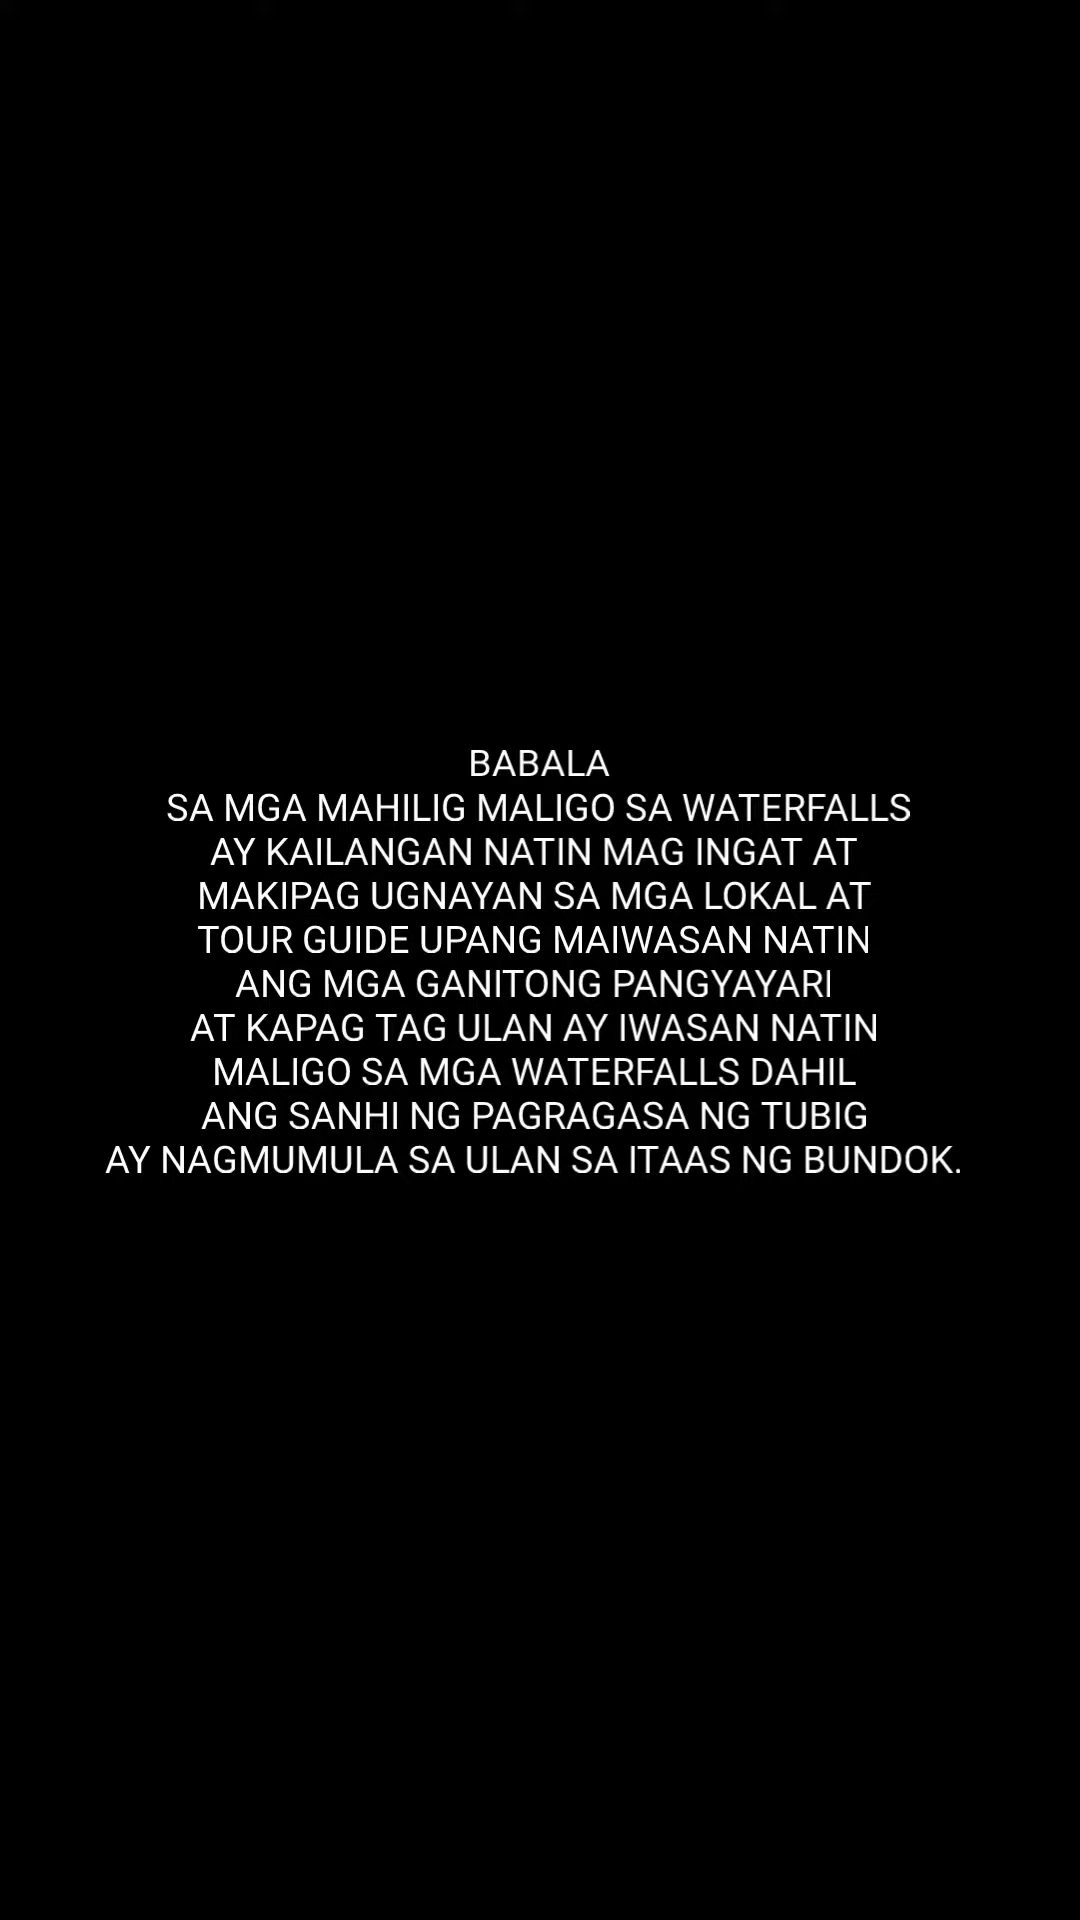 BABALA
SA MGA MAHILIG MALIGO SA WATERFALLS
AY KAILANGAN NATIN MAG INGAT AT
MAKIPAG UGNAYAN SA MGA LOKAL AT
TOUR GUIDE UPANG MAIWASAN NATIN
ANG MGA GANITONG PANGYAYARI
AT KAPAG TAG ULAN AY IWASAN NATIN
MALIGO SA MGA WATERFALLS DAHIL
ANG SANHI NG PAGRAGASA NG TUBIG
AY NAGMUMULA SA ULAN SA ITAAS NG BUNDOK.